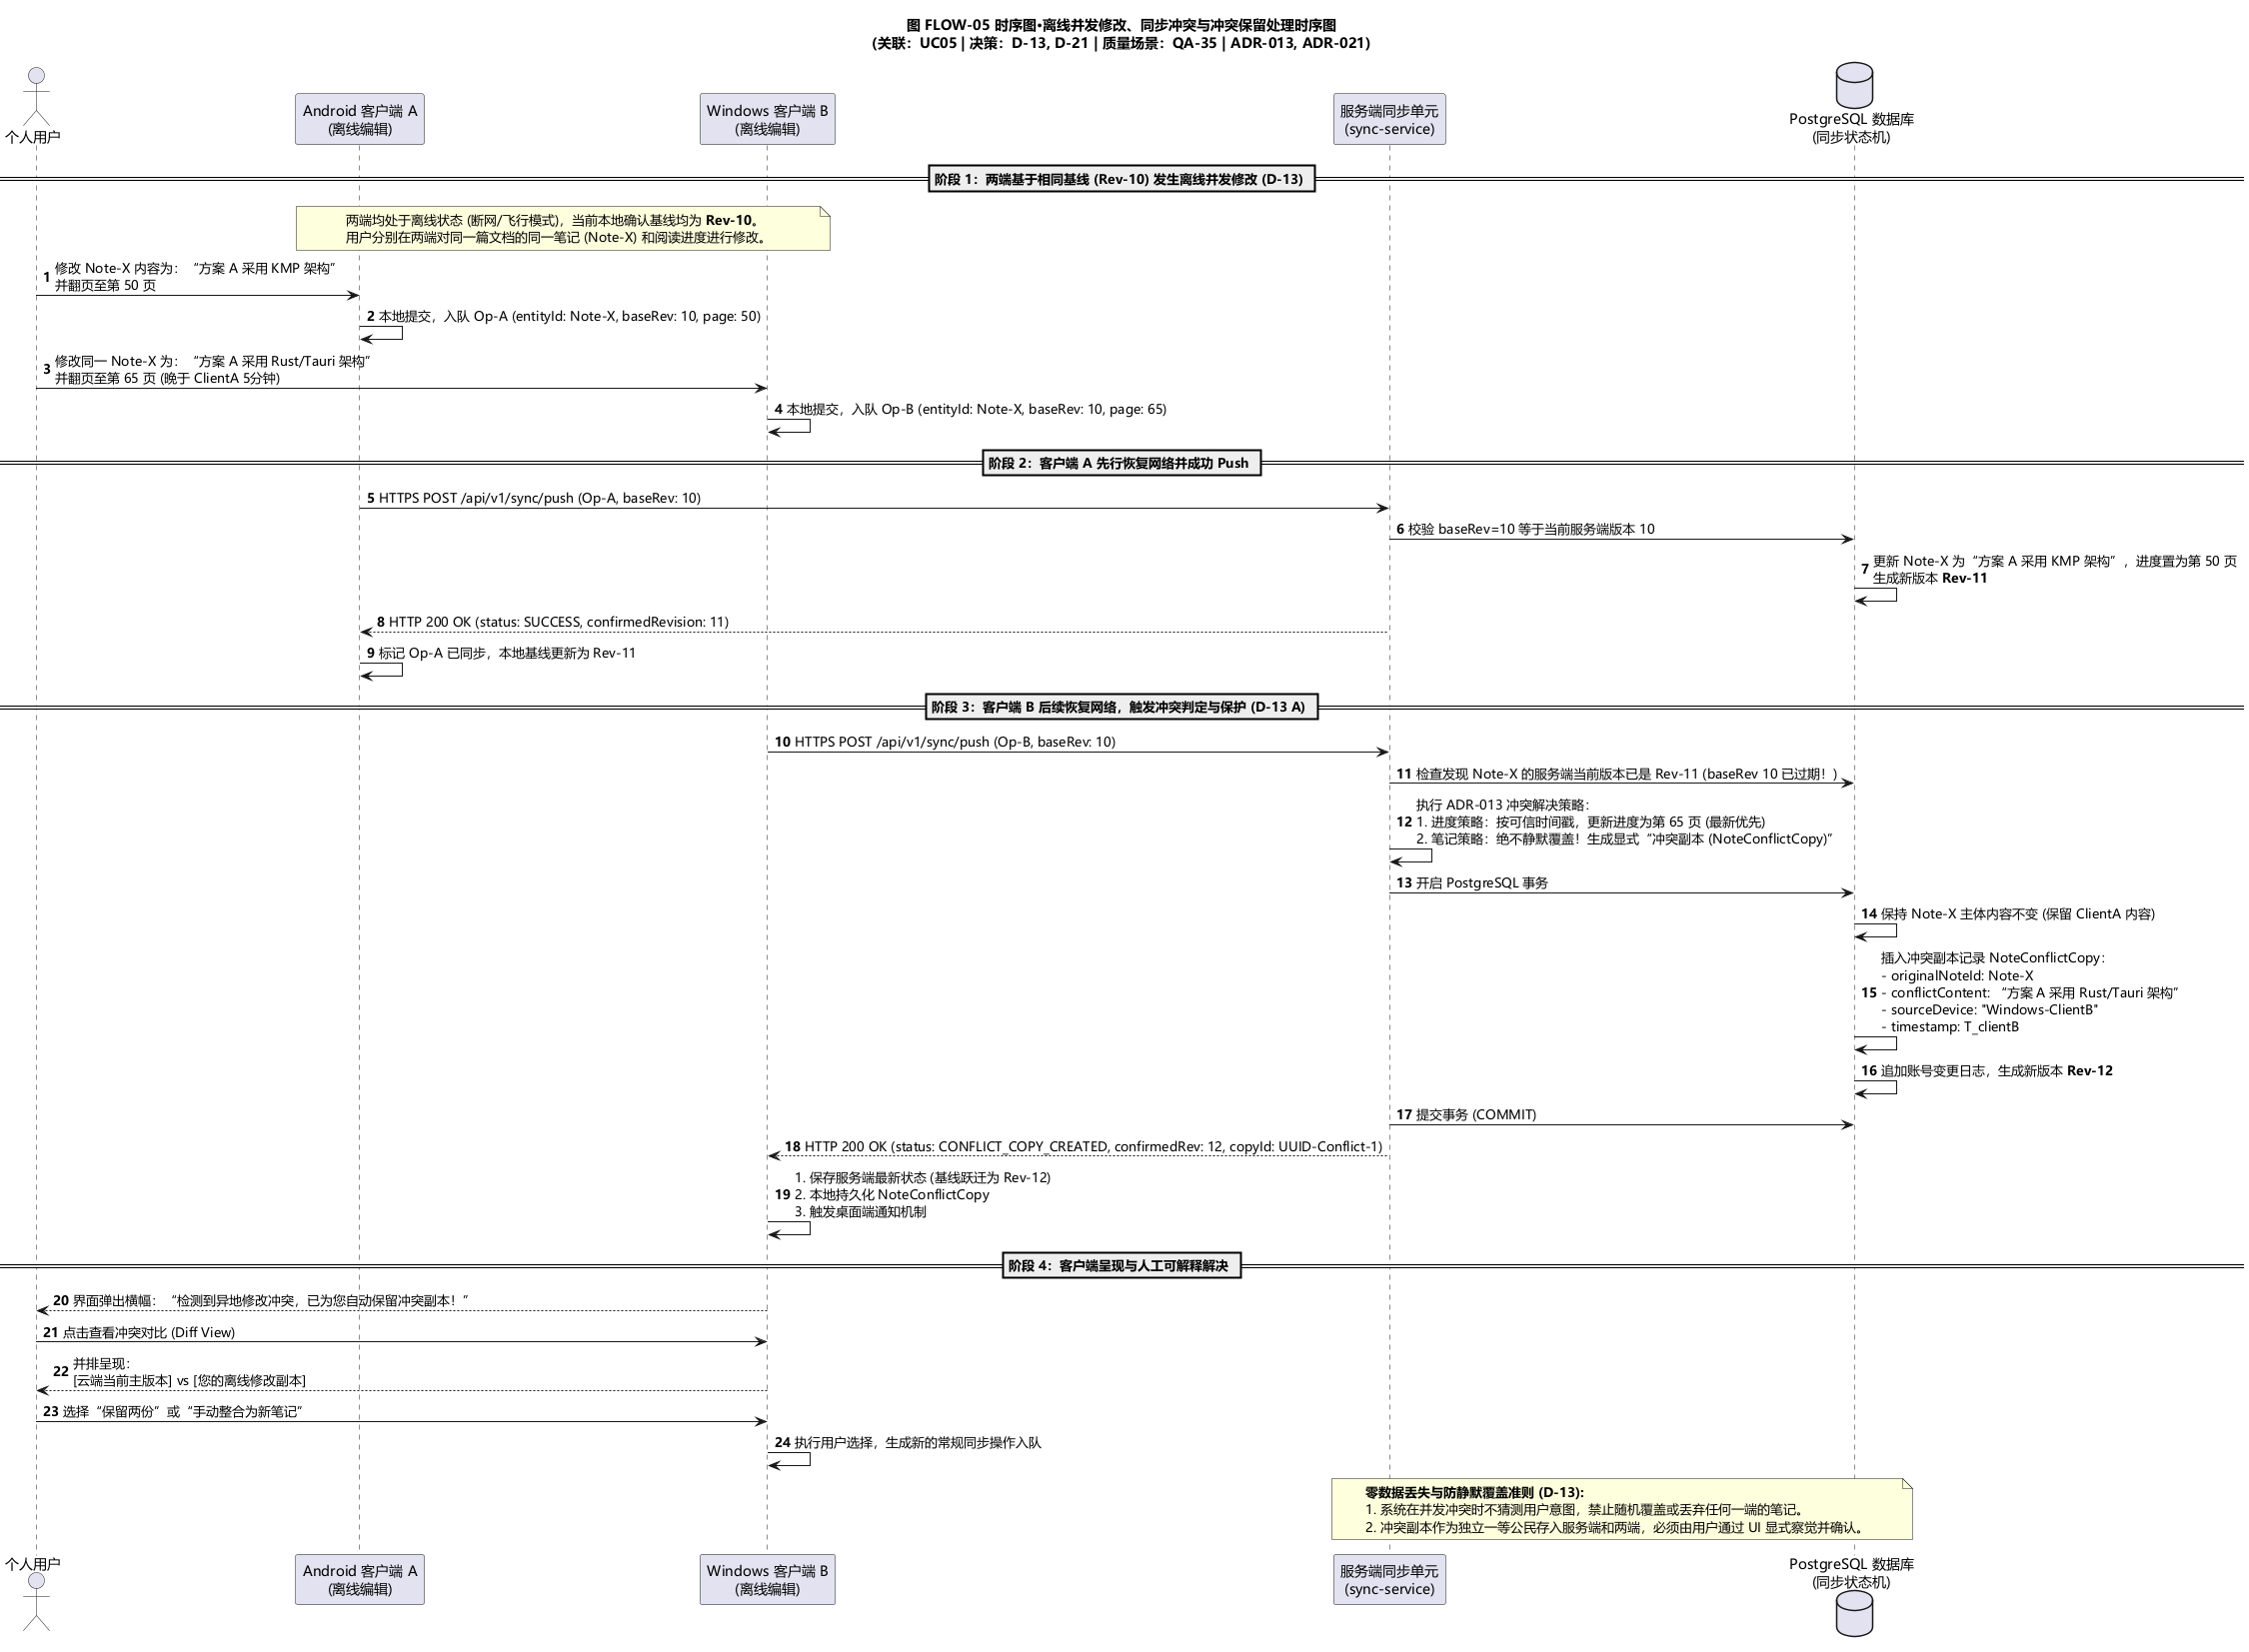 图 FLOW-05 时序图•离线并发修改、同步冲突与冲突保留处理时序图
(关联：UC05 | 决策：D-13, D-21 | 质量场景：QA-35 | ADR-013, ADR-021)
个人用户
Android 客户端 A
(离线编辑)
Windows 客户端 B
(离线编辑)
服务端同步单元
(sync-service)
PostgreSQL 数据库
(同步状态机)
阶段 1：两端基于相同基线 (Rev-10) 发生离线并发修改 (D-13)
两端均处于离线状态 (断网/飞行模式)，当前本地确认基线均为 Rev-10。
用户分别在两端对同一篇文档的同一笔记 (Note-X) 和阅读进度进行修改。
1 修改 Note-X 内容为：“方案 A 采用 KMP 架构”
并翻页至第 50 页
2 本地提交，入队 Op-A (entityId: Note-X, baseRev: 10, page: 50)
3 修改同一 Note-X 为：“方案 A 采用 Rust/Tauri 架构”
并翻页至第 65 页 (晚于 ClientA 5分钟)
4 本地提交，入队 Op-B (entityId: Note-X, baseRev: 10, page: 65)
阶段 2：客户端 A 先行恢复网络并成功 Push
5 HTTPS POST /api/v1/sync/push (Op-A, baseRev: 10)
6 校验 baseRev=10 等于当前服务端版本 10
7 更新 Note-X 为“方案 A 采用 KMP 架构”，进度置为第 50 页
生成新版本 Rev-11
8 HTTP 200 OK (status: SUCCESS, confirmedRevision: 11)
9 标记 Op-A 已同步，本地基线更新为 Rev-11
阶段 3：客户端 B 后续恢复网络，触发冲突判定与保护 (D-13 A)
10 HTTPS POST /api/v1/sync/push (Op-B, baseRev: 10)
11 检查发现 Note-X 的服务端当前版本已是 Rev-11 (baseRev 10 已过期！)
执行 ADR-013 冲突解决策略：
12 1. 进度策略：按可信时间戳，更新进度为第 65 页 (最新优先)
2. 笔记策略：绝不静默覆盖！生成显式“冲突副本 (NoteConflictCopy)”
13 开启 PostgreSQL 事务
14 保持 Note-X 主体内容不变 (保留 ClientA 内容)
插入冲突副本记录 NoteConflictCopy：
- originalNoteId: Note-X
15 - conflictContent: “方案 A 采用 Rust/Tauri 架构”
- sourceDevice: "Windows-ClientB"
- timestamp: T_clientB
16 追加账号变更日志，生成新版本 Rev-12
17 提交事务 (COMMIT)
18 HTTP 200 OK (status: CONFLICT_COPY_CREATED, confirmedRev: 12, copyId: UUID-Conflict-1)
1. 保存服务端最新状态 (基线跃迁为 Rev-12)
19 2. 本地持久化 NoteConflictCopy
3. 触发桌面端通知机制
阶段 4：客户端呈现与人工可解释解决
20 界面弹出横幅：“检测到异地修改冲突，已为您自动保留冲突副本！”
21 点击查看冲突对比 (Diff View)
22 并排呈现：
[云端当前主版本] vs [您的离线修改副本]
23 选择“保留两份”或“手动整合为新笔记”
24 执行用户选择，生成新的常规同步操作入队
零数据丢失与防静默覆盖准则 (D-13):
1. 系统在并发冲突时不猜测用户意图，禁止随机覆盖或丢弃任何一端的笔记。
2. 冲突副本作为独立一等公民存入服务端和两端，必须由用户通过 UI 显式察觉并确认。
个人用户
Android 客户端 A
(离线编辑)
Windows 客户端 B
(离线编辑)
服务端同步单元
(sync-service)
PostgreSQL 数据库
(同步状态机)